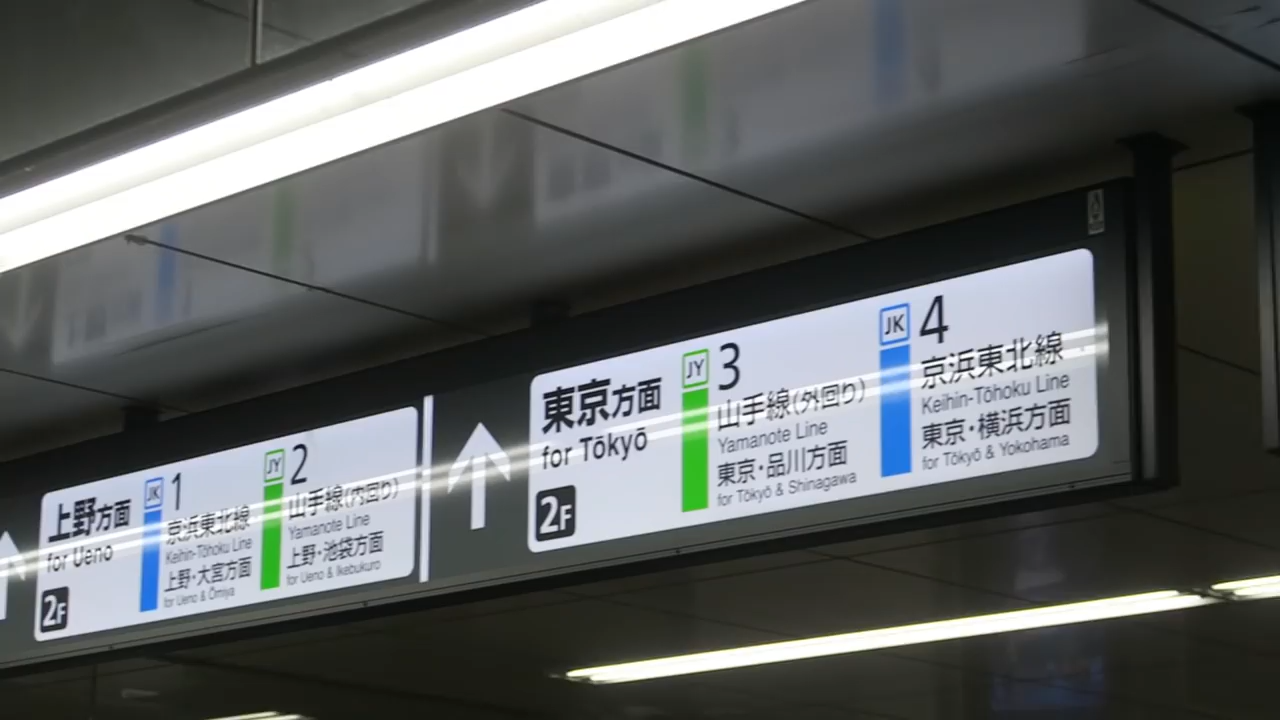 上野方面
for Ueno
2F
JK 1
京浜東北線
Keihin-Tōhoku Line
上野・大宮方面
for Ueno & Ōmiya
JY 2
山手線(内回り)
Yamanote Line
上野・池袋方面
for Ueno & Ikebukuro
東京方面
for Tōkyō
2F
JY 3
山手線(外回り)
Yamanote Line
東京・品川方面
for Tōkyō & Shinagawa
JK 4
京浜東北線
Keihin-Tōhoku Line
東京・横浜方面
for Tōkyō & Yokohama